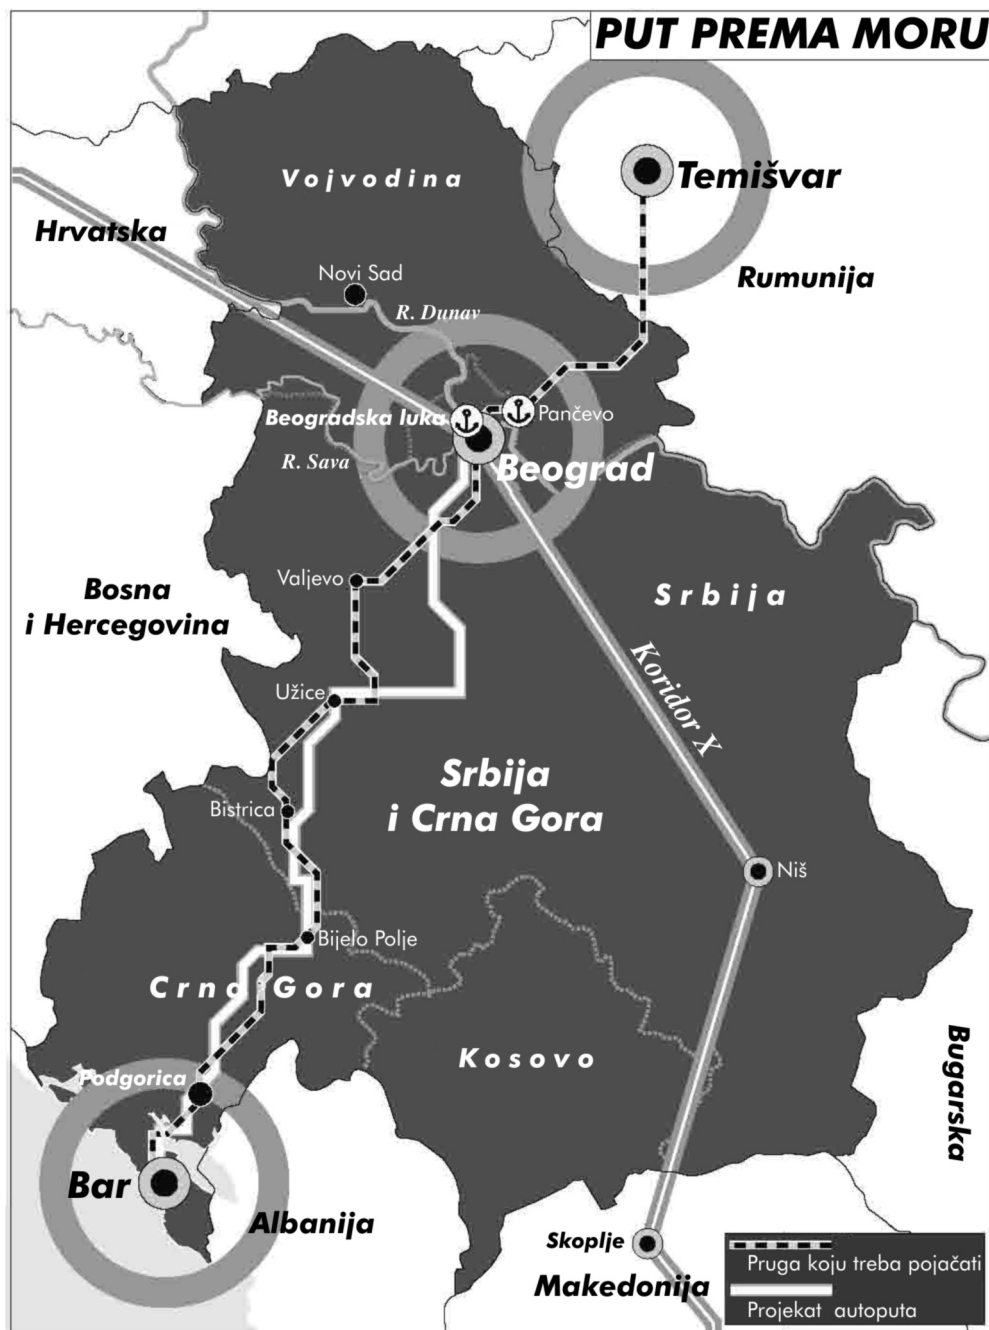 PUT PREMA MORU
Vojvodina
Temišvar
Hrvatska
Rumunija
Novi Sad
R. Dunav
Beogradska luka
Pančevo
R. Sava
Beograd
Valjevo
Bosna
i Hercegovina
Srbija
Koridor X
Užice
Srbija
i Crna Gora
Bistrica
Niš
Bijelo Polje
Crna Gora
Kosovo
Bugarska
Podgorica
Bar
Albanija
Skoplje
Makedonija
Pruga koju treba pojačati
Projekat autoputa